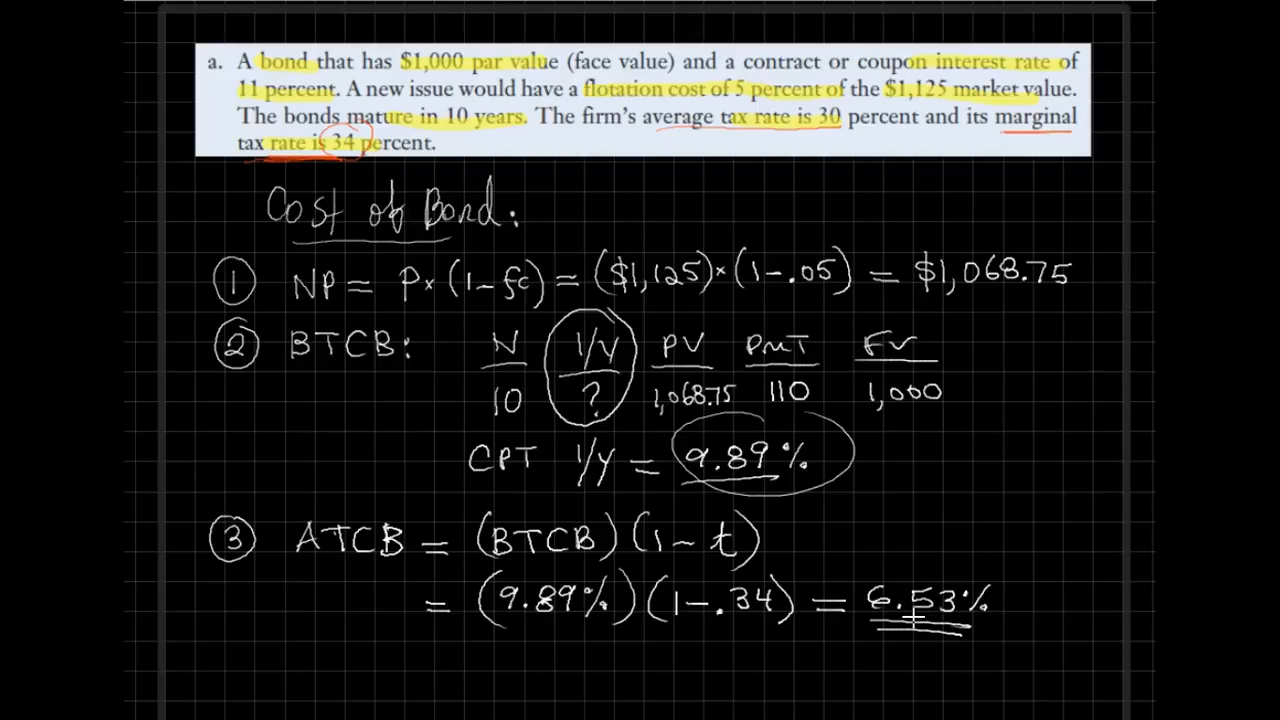 a. A bond that has $1,000 par value (face value) and a contract or coupon interest rate of
11 percent. A new issue would have a flotation cost of 5 percent of the $1,125 market value.
The bonds mature in 10 years. The firm's average tax rate is 30 percent and its marginal
tax rate is 34 percent.
Cost of Bond:
① NP = P× (1-fc) = ($1,125)×(1-.05) = $1,068.75
② BTCB: N I/Y PV PMT FV
10 ? 1,068.75 110 1,000
CPT I/Y = 9.89%
③ ATCB = (BTCB)(1-t)
= (9.89%)(1-.34) = 6.53%